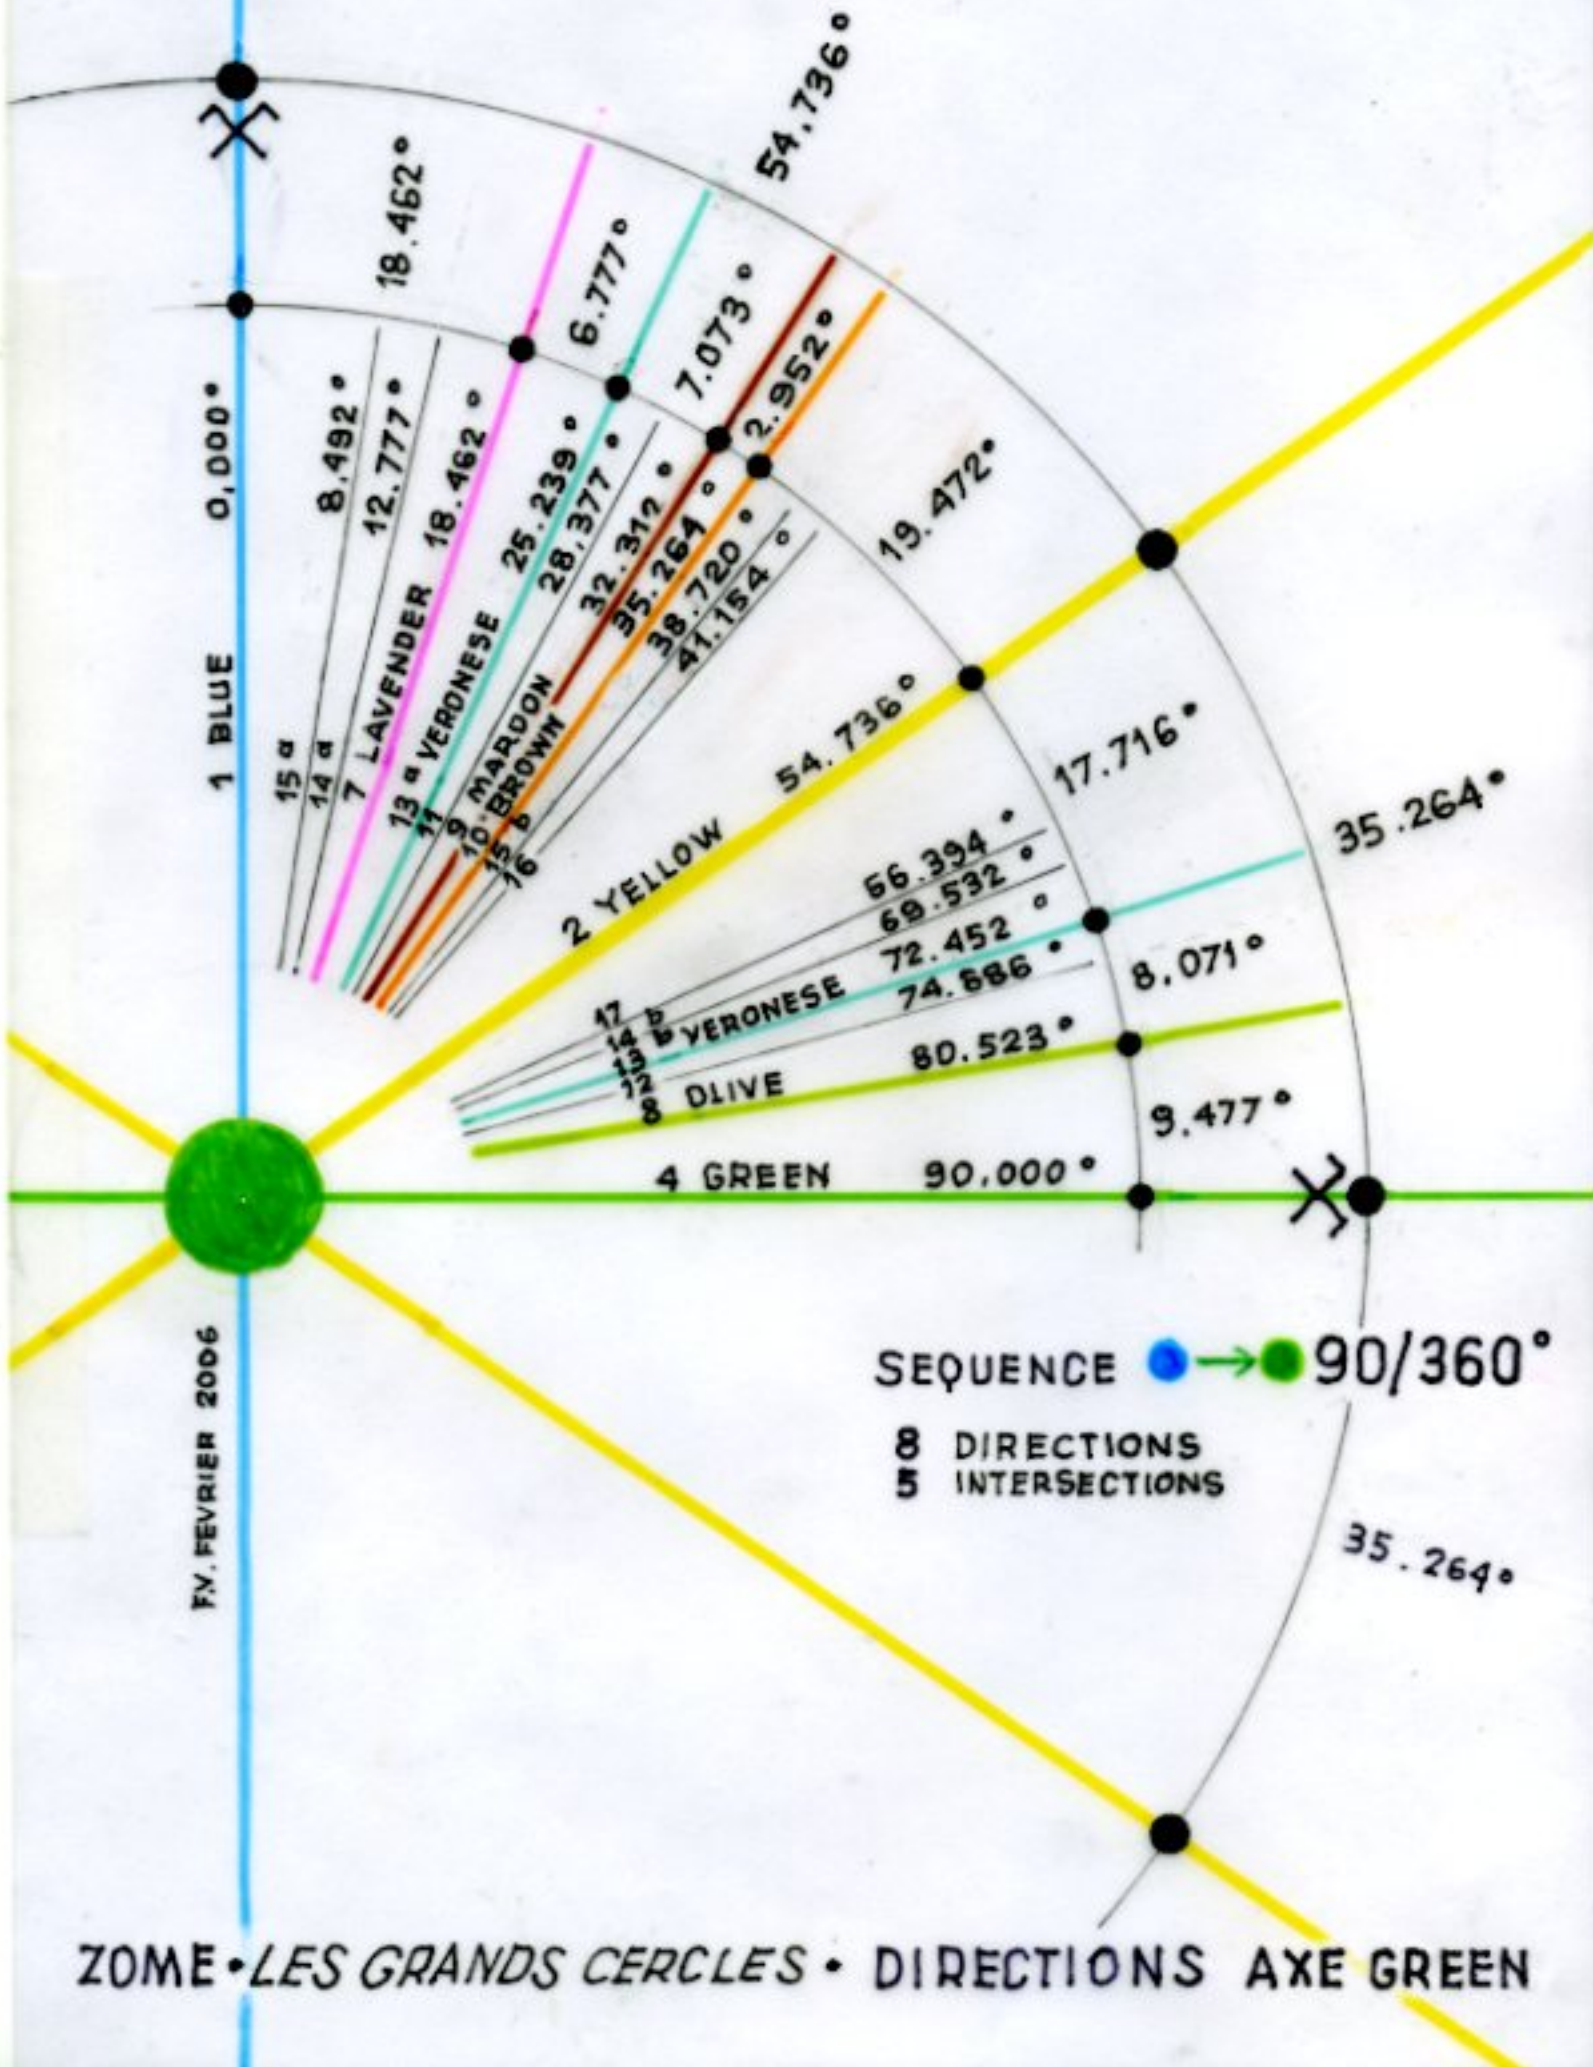 54.736°
18.462°
6.777°
7.073°
2.952°
19.472°
17.716°
35.264°
8.071°
9.477°
0,000°
1 BLUE
8.492°
15 a
12.777°
14 a
18.462°
7 LAVENDER
25.239°
13 a VERONESE
28.377°
11
32.312°
9 MARDON
35.264°
10 BROWN
38.720°
15 b
41.154°
16
54.736°
2 YELLOW
66.394°
17
69.532°
14 b
72.452°
13 b VERONESE
74.886°
12
80.523°
8 OLIVE
4 GREEN 90.000°
SEQUENCE → 90/360°
8 DIRECTIONS
5 INTERSECTIONS
35.264°
F.V. FEVRIER 2006
ZOME • LES GRANDS CERCLES • DIRECTIONS AXE GREEN